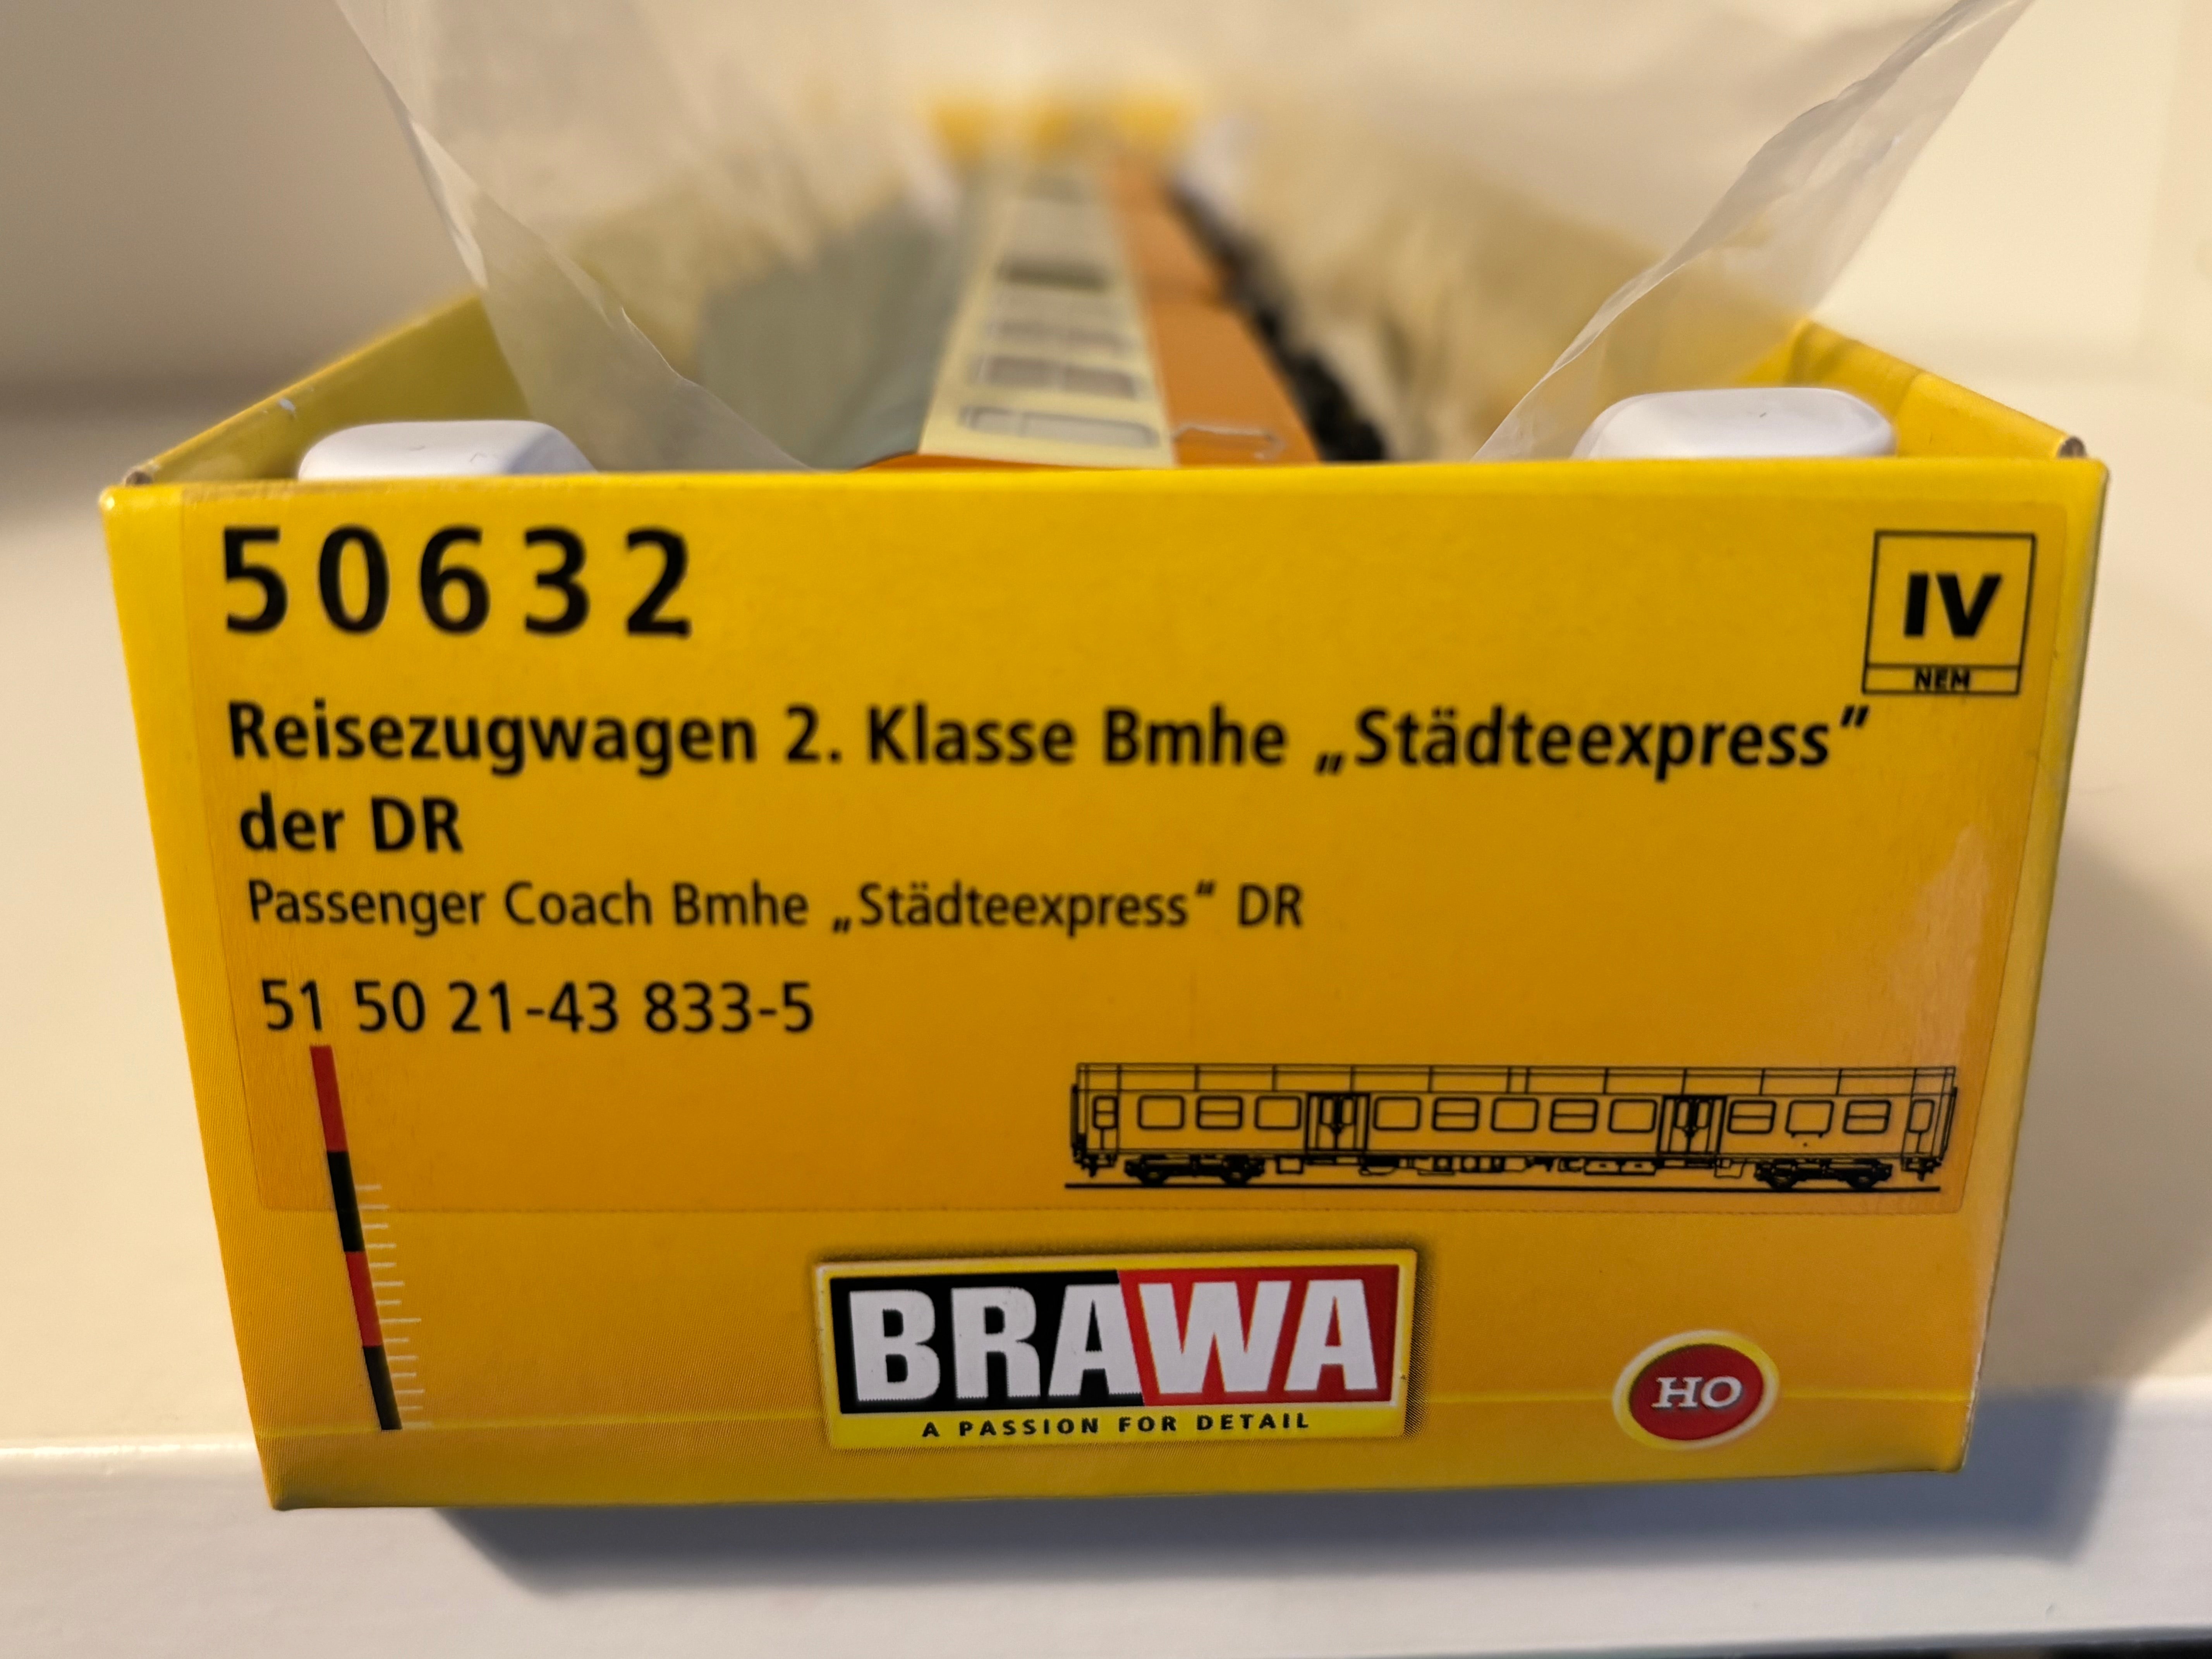 50632
IV
NEM
Reisezugwagen 2. Klasse Bmhe „Städteexpress“
der DR
Passenger Coach Bmhe „Städteexpress“ DR
51 50 21-43 833-5
BRAWA
A PASSION FOR DETAIL
HO